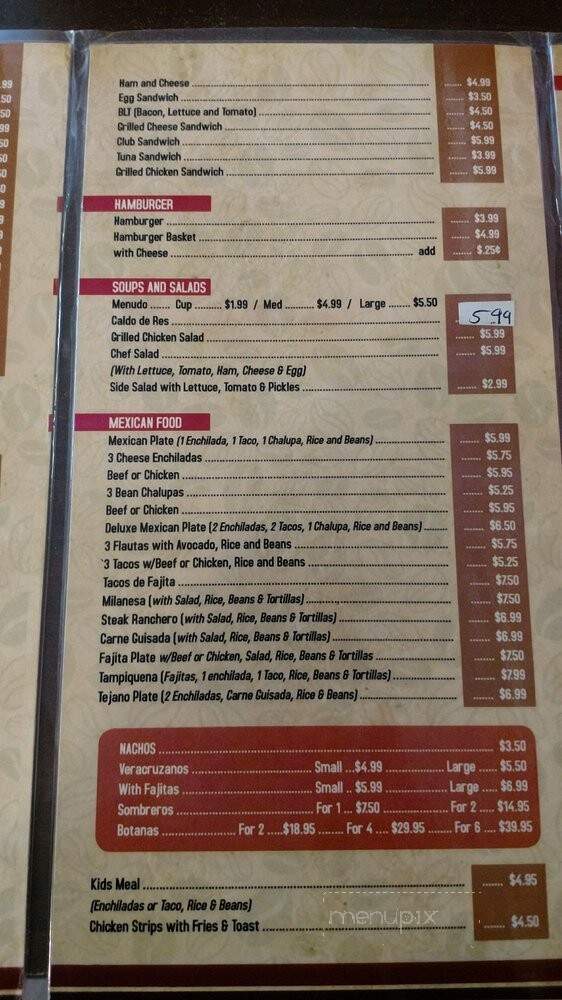 Ham and Cheese ..... $4.99
Egg Sandwich ..... $3.50
BLT (Bacon, Lettuce and Tomato) ..... $4.50
Grilled Cheese Sandwich ..... $4.50
Club Sandwich ..... $5.99
Tuna Sandwich ..... $3.99
Grilled Chicken Sandwich ..... $5.99
HAMBURGER
Hamburger ..... $3.99
Hamburger Basket ..... $4.99
with Cheese ..... add ..... $.25¢
SOUPS AND SALADS
Menudo ...... Cup ......... $1.99 / Med ......... $4.99 / Large ....... $5.50
Caldo de Res ..... 5 99
Grilled Chicken Salad ..... $5.99
Chef Salad ..... $5.99
(With Lettuce, Tomato, Ham, Cheese & Egg)
Side Salad with Lettuce, Tomato & Pickles ..... $2.99
MEXICAN FOOD
Mexican Plate (1 Enchilada, 1 Taco, 1 Chalupa, Rice and Beans) ..... $5.99
3 Cheese Enchiladas ..... $5.75
Beef or Chicken ..... $5.95
3 Bean Chalupas ..... $5.25
Beef or Chicken ..... $5.95
Deluxe Mexican Plate (2 Enchiladas, 2 Tacos, 1 Chalupa, Rice and Beans) ..... $6.50
3 Flautas with Avocado, Rice and Beans ..... $5.75
3 Tacos w/Beef or Chicken, Rice and Beans ..... $5.25
Tacos de Fajita ..... $7.50
Milanesa (with Salad, Rice, Beans & Tortillas) ..... $7.50
Steak Ranchero (with Salad, Rice, Beans & Tortillas) ..... $6.99
Carne Guisada (with Salad, Rice, Beans & Tortillas) ..... $6.99
Fajita Plate w/Beef or Chicken, Salad, Rice, Beans & Tortillas ..... $7.50
Tampiquena (Fajitas, 1 enchilada, 1 Taco, Rice, Beans & Tortillas) ..... $7.99
Tejano Plate (2 Enchiladas, Carne Guisada, Rice & Beans) ..... $6.99
NACHOS ..... $3.50
Veracruzanos ..... Small ...$4.99 ..... Large ..... $5.50
With Fajitas ..... Small .. $5.99 ..... Large .... $6.99
Sombreros ..... For 1 ... $7.50 ..... For 2 ..... $14.95
Botanas ..... For 2 ....$18.95 ........ For 4 .... $29.95 ....... For 6 .... $39.95
Kids Meal ..... $4.95
(Enchiladas or Taco, Rice & Beans)
Chicken Strips with Fries & Toast ..... $4.50
menupix